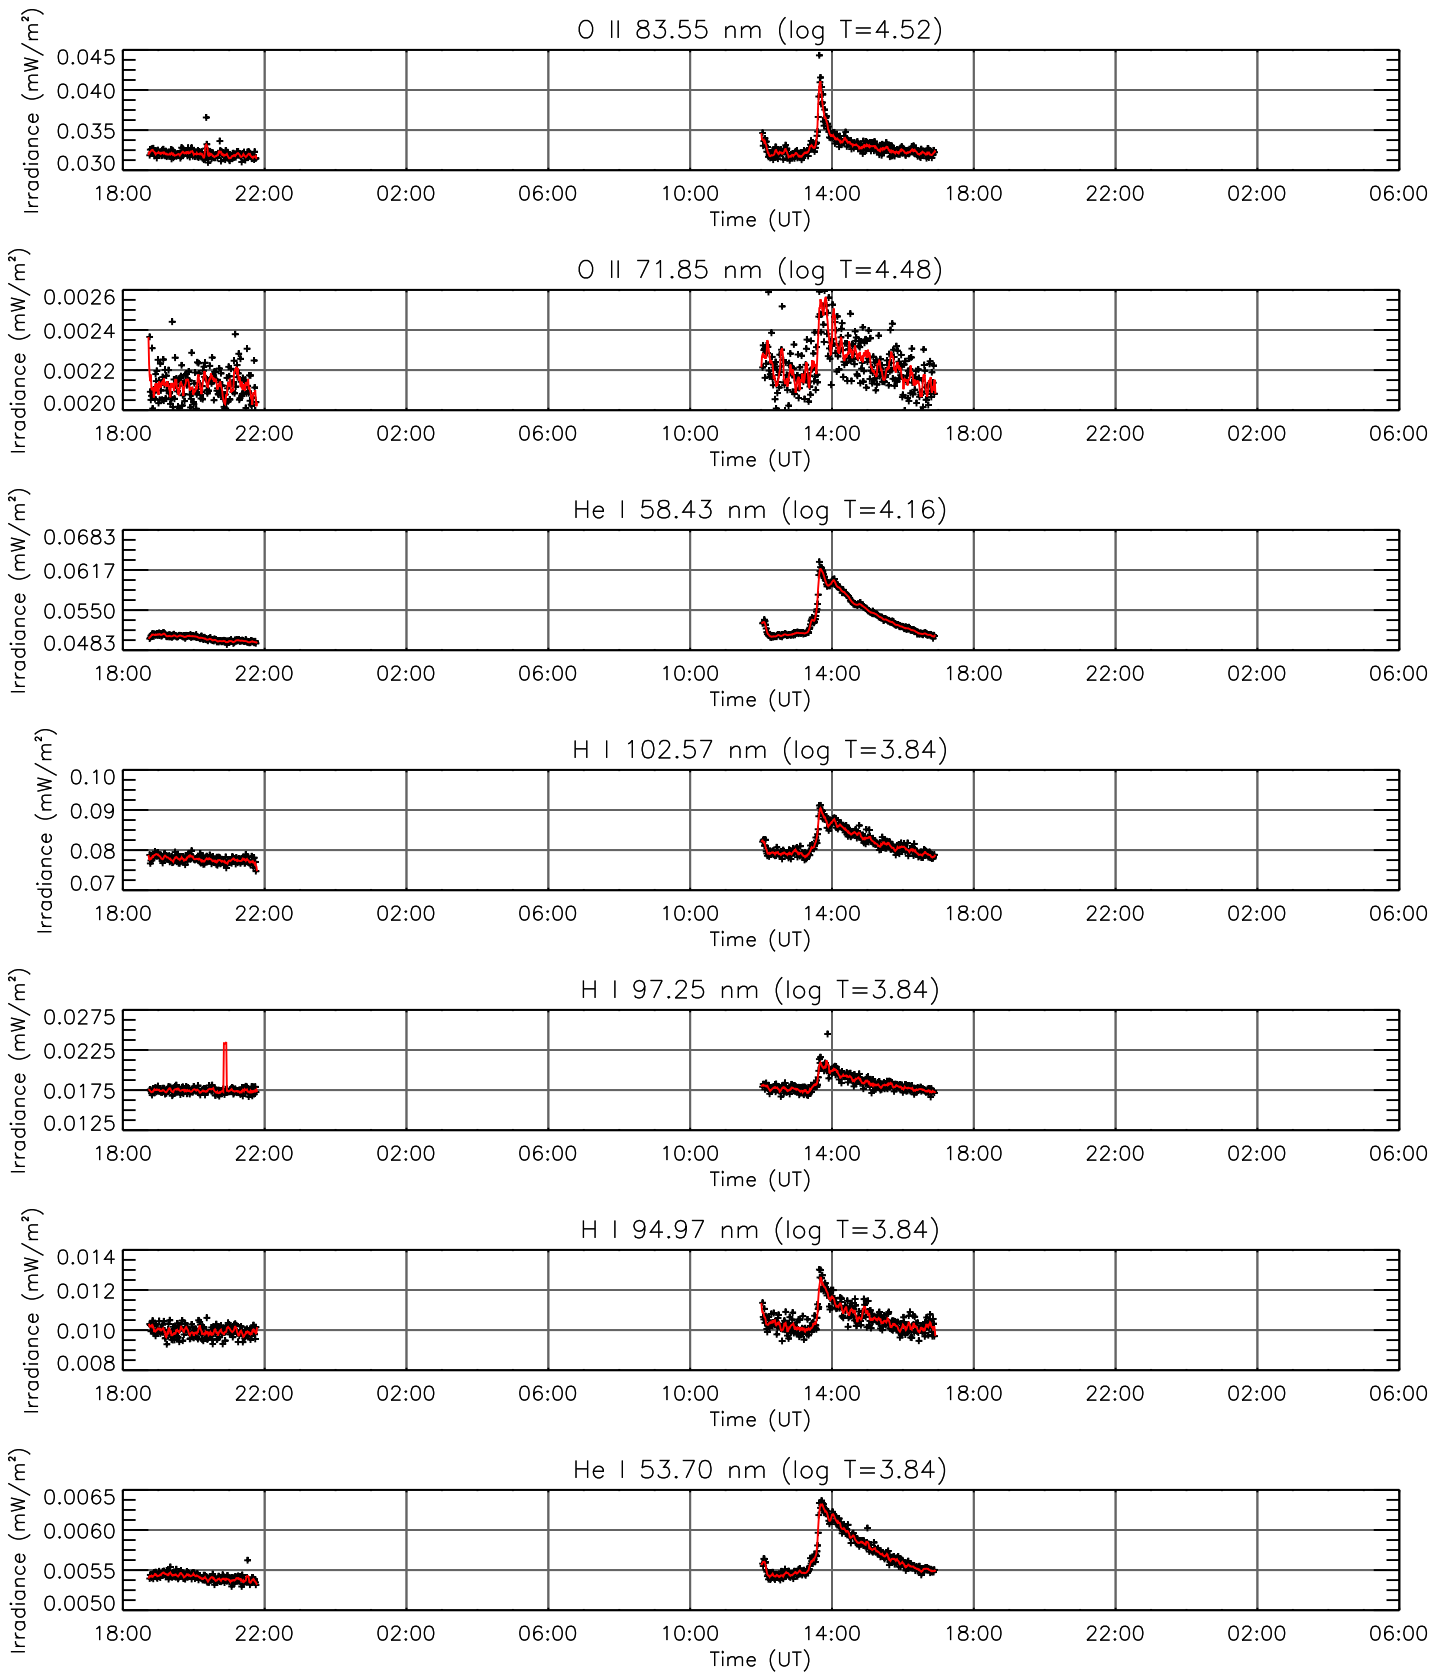 O II 83.55 nm (log T=4.52)
Irradiance (mW/m²)
0.045
0.040
0.035
0.030
18:00 22:00 02:00 06:00 10:00 14:00 18:00 22:00 02:00 06:00
Time (UT)
O II 71.85 nm (log T=4.48)
Irradiance (mW/m²)
0.0026
0.0024
0.0022
0.0020
18:00 22:00 02:00 06:00 10:00 14:00 18:00 22:00 02:00 06:00
Time (UT)
He I 58.43 nm (log T=4.16)
Irradiance (mW/m²)
0.0683
0.0617
0.0550
0.0483
18:00 22:00 02:00 06:00 10:00 14:00 18:00 22:00 02:00 06:00
Time (UT)
H I 102.57 nm (log T=3.84)
Irradiance (mW/m²)
0.10
0.09
0.08
0.07
18:00 22:00 02:00 06:00 10:00 14:00 18:00 22:00 02:00 06:00
Time (UT)
H I 97.25 nm (log T=3.84)
Irradiance (mW/m²)
0.0275
0.0225
0.0175
0.0125
18:00 22:00 02:00 06:00 10:00 14:00 18:00 22:00 02:00 06:00
Time (UT)
H I 94.97 nm (log T=3.84)
Irradiance (mW/m²)
0.014
0.012
0.010
0.008
18:00 22:00 02:00 06:00 10:00 14:00 18:00 22:00 02:00 06:00
Time (UT)
He I 53.70 nm (log T=3.84)
Irradiance (mW/m²)
0.0065
0.0060
0.0055
0.0050
18:00 22:00 02:00 06:00 10:00 14:00 18:00 22:00 02:00 06:00
Time (UT)